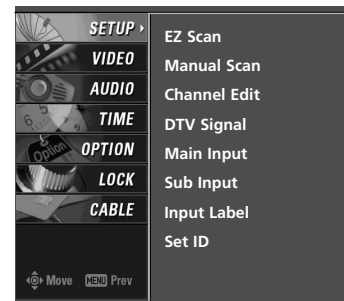 SETUP
VIDEO
AUDIO
TIME
OPTION
LOCK
CABLE
Move MENU Prev
EZ Scan
Manual Scan
Channel Edit
DTV Signal
Main Input
Sub Input
Input Label
Set ID